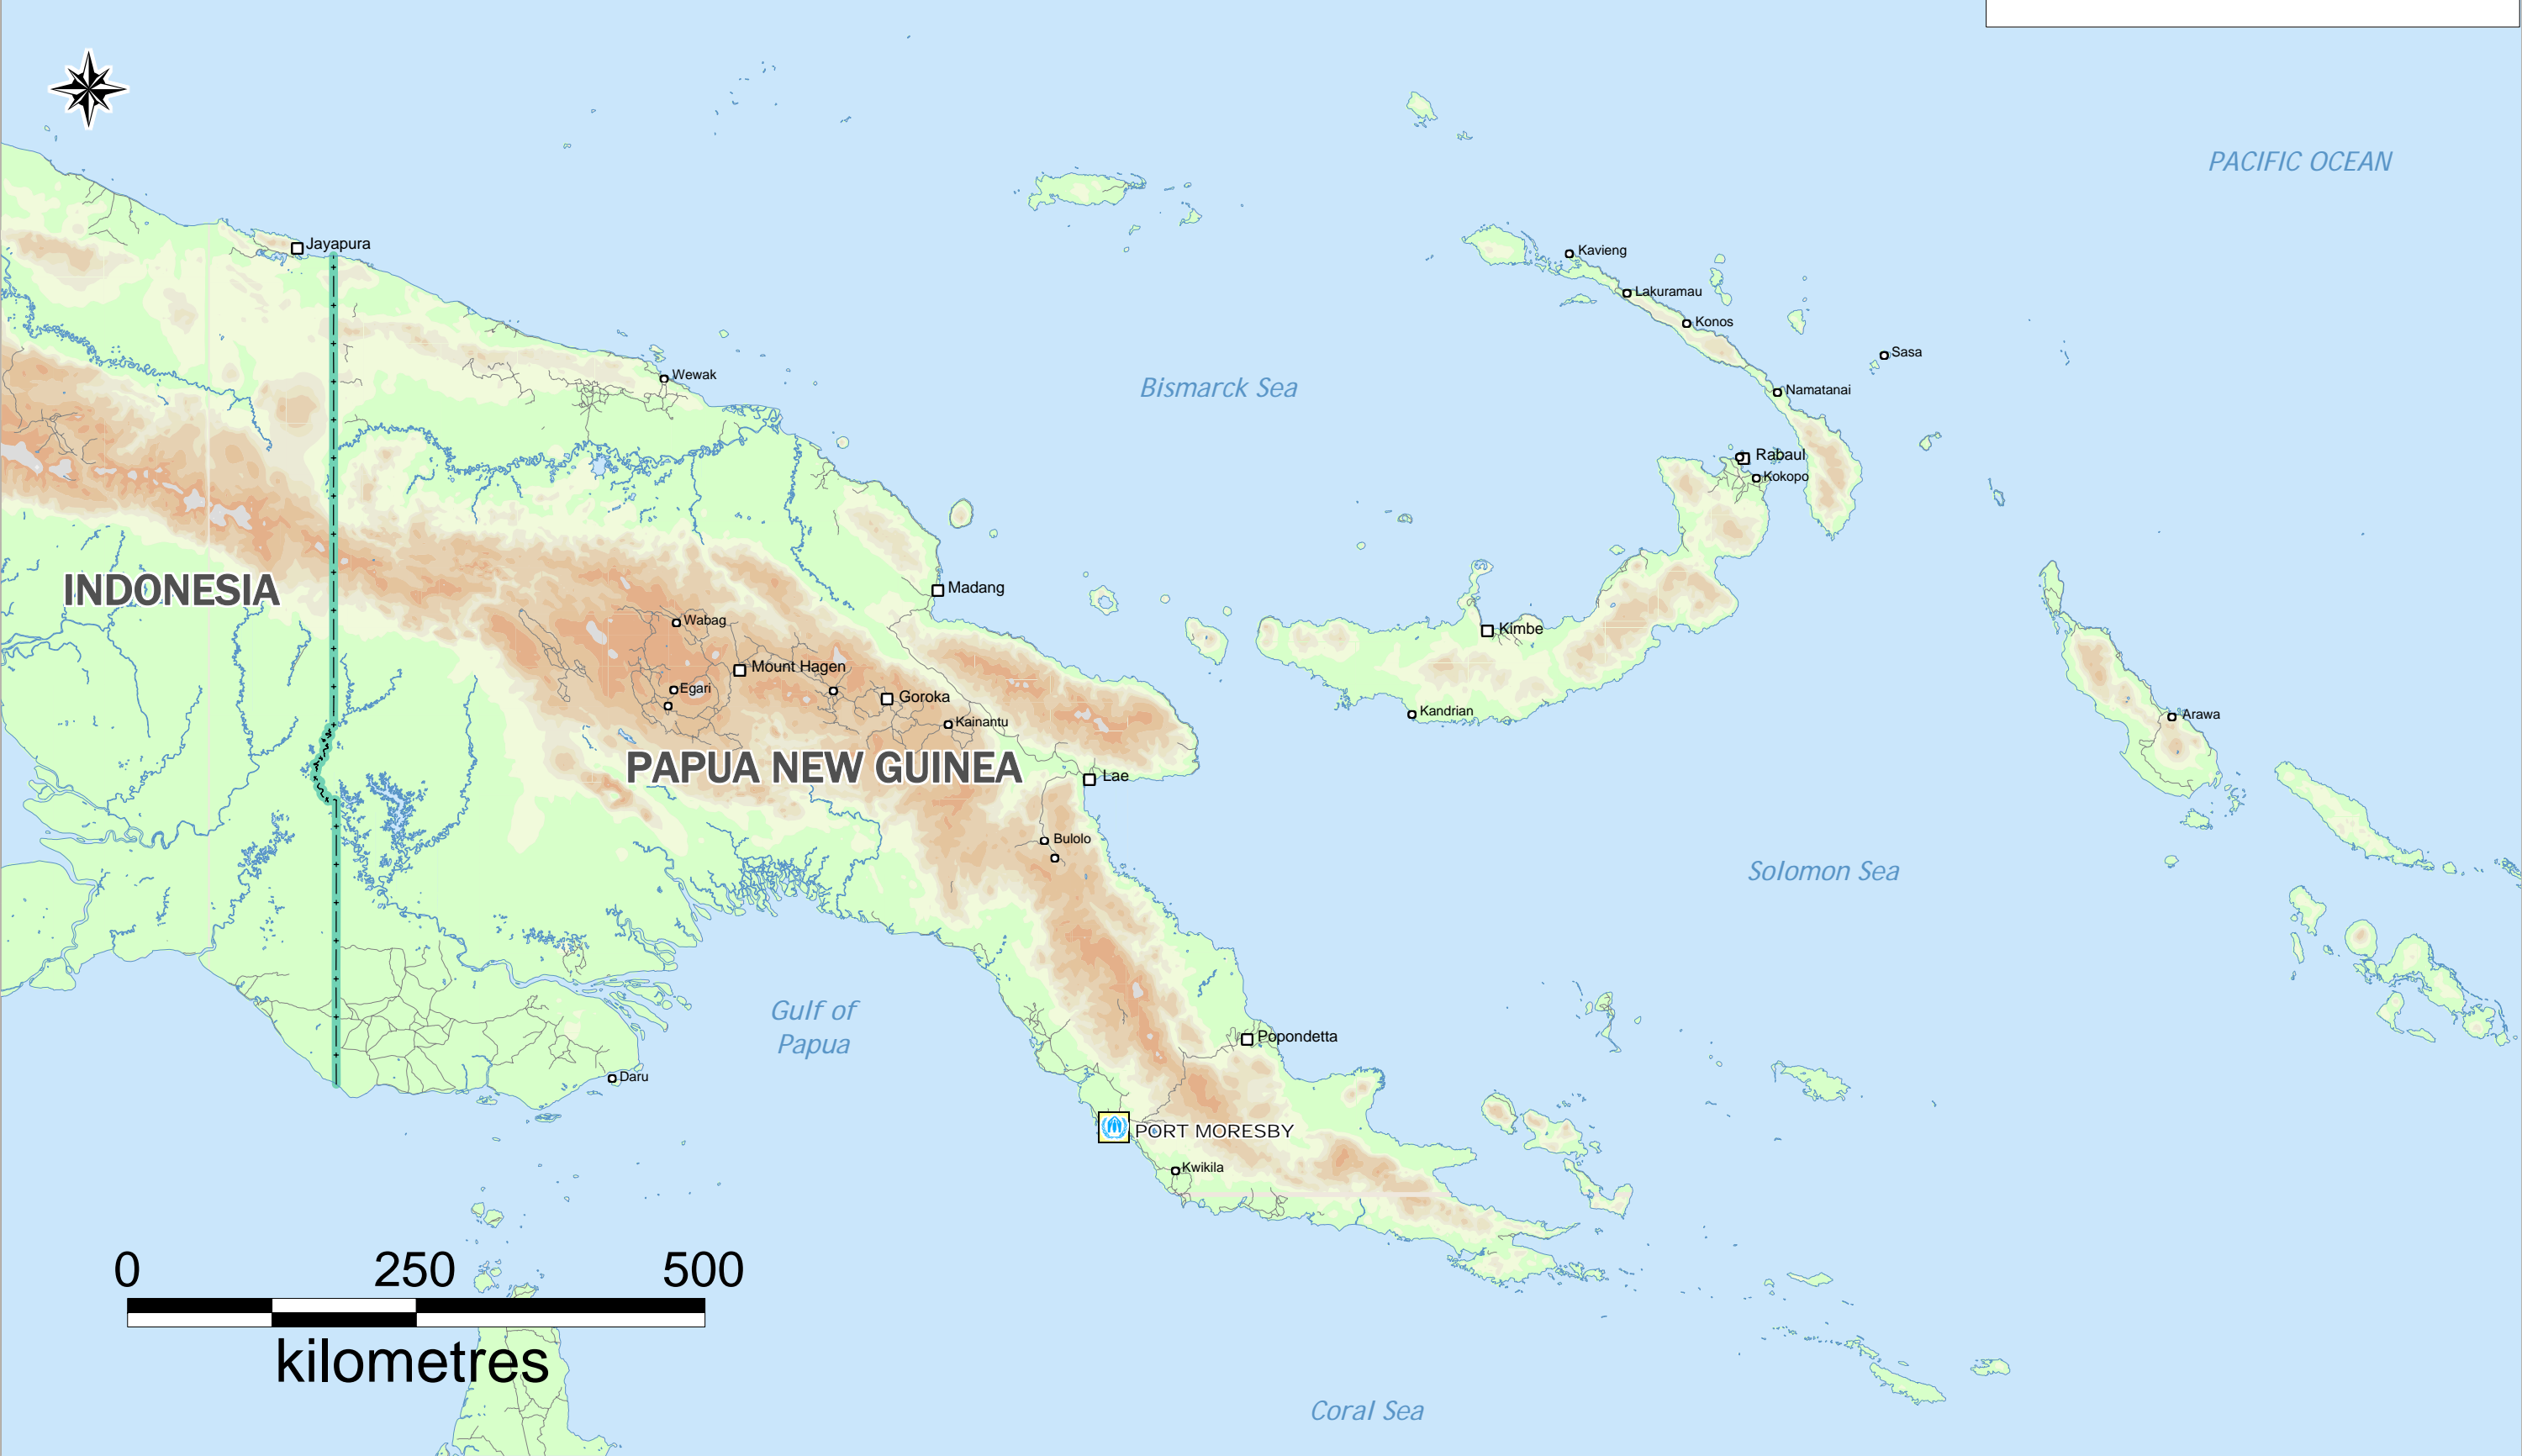 PACIFIC OCEAN
Jayapura
Kavieng
Lakuramau
Konos
Sasa
Wewak
Bismarck Sea
Namatanai
Rabaul
Kokopo
INDONESIA
Madang
Wabag
Kimbe
Mount Hagen
Egari
Goroka
Kandrian
Arawa
Kainantu
PAPUA NEW GUINEA
Lae
Bulolo
Solomon Sea
Gulf of
Papua
Popondetta
Daru
PORT MORESBY
Kwikila
0 250 500
kilometres
Coral Sea